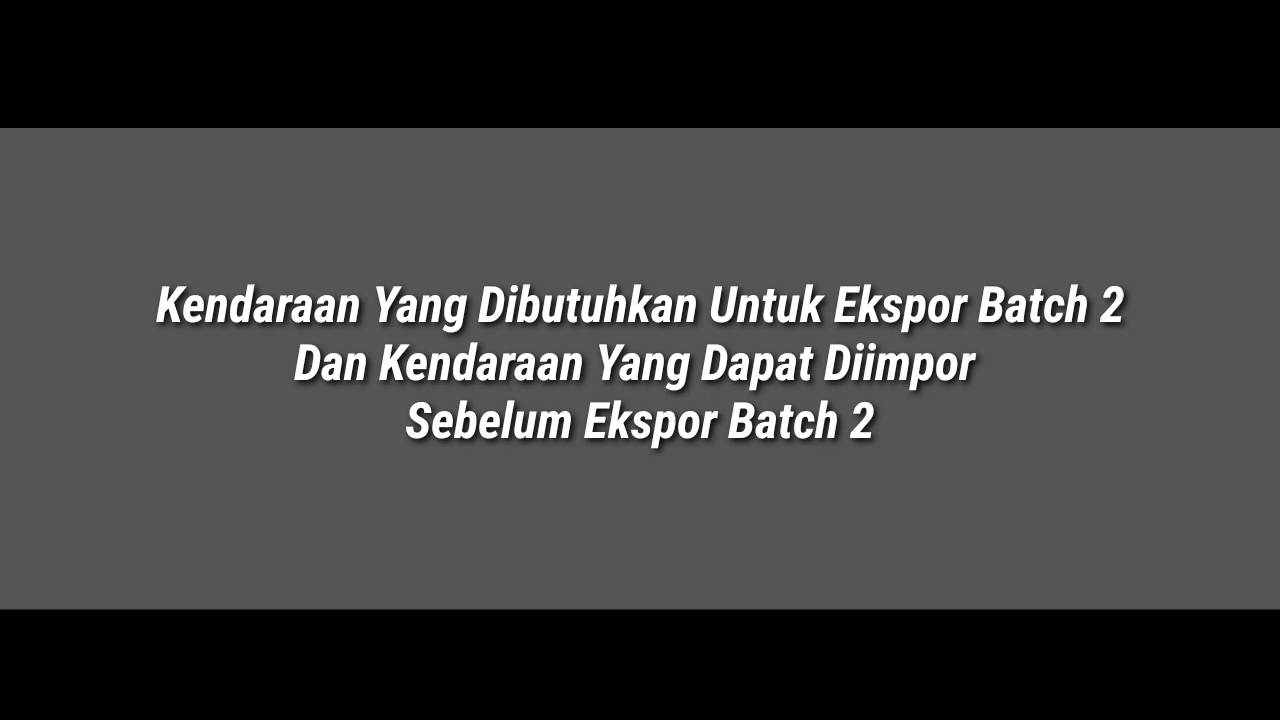 Kendaraan Yang Dibutuhkan Untuk Ekspor Batch 2
Dan Kendaraan Yang Dapat Diimpor
Sebelum Ekspor Batch 2